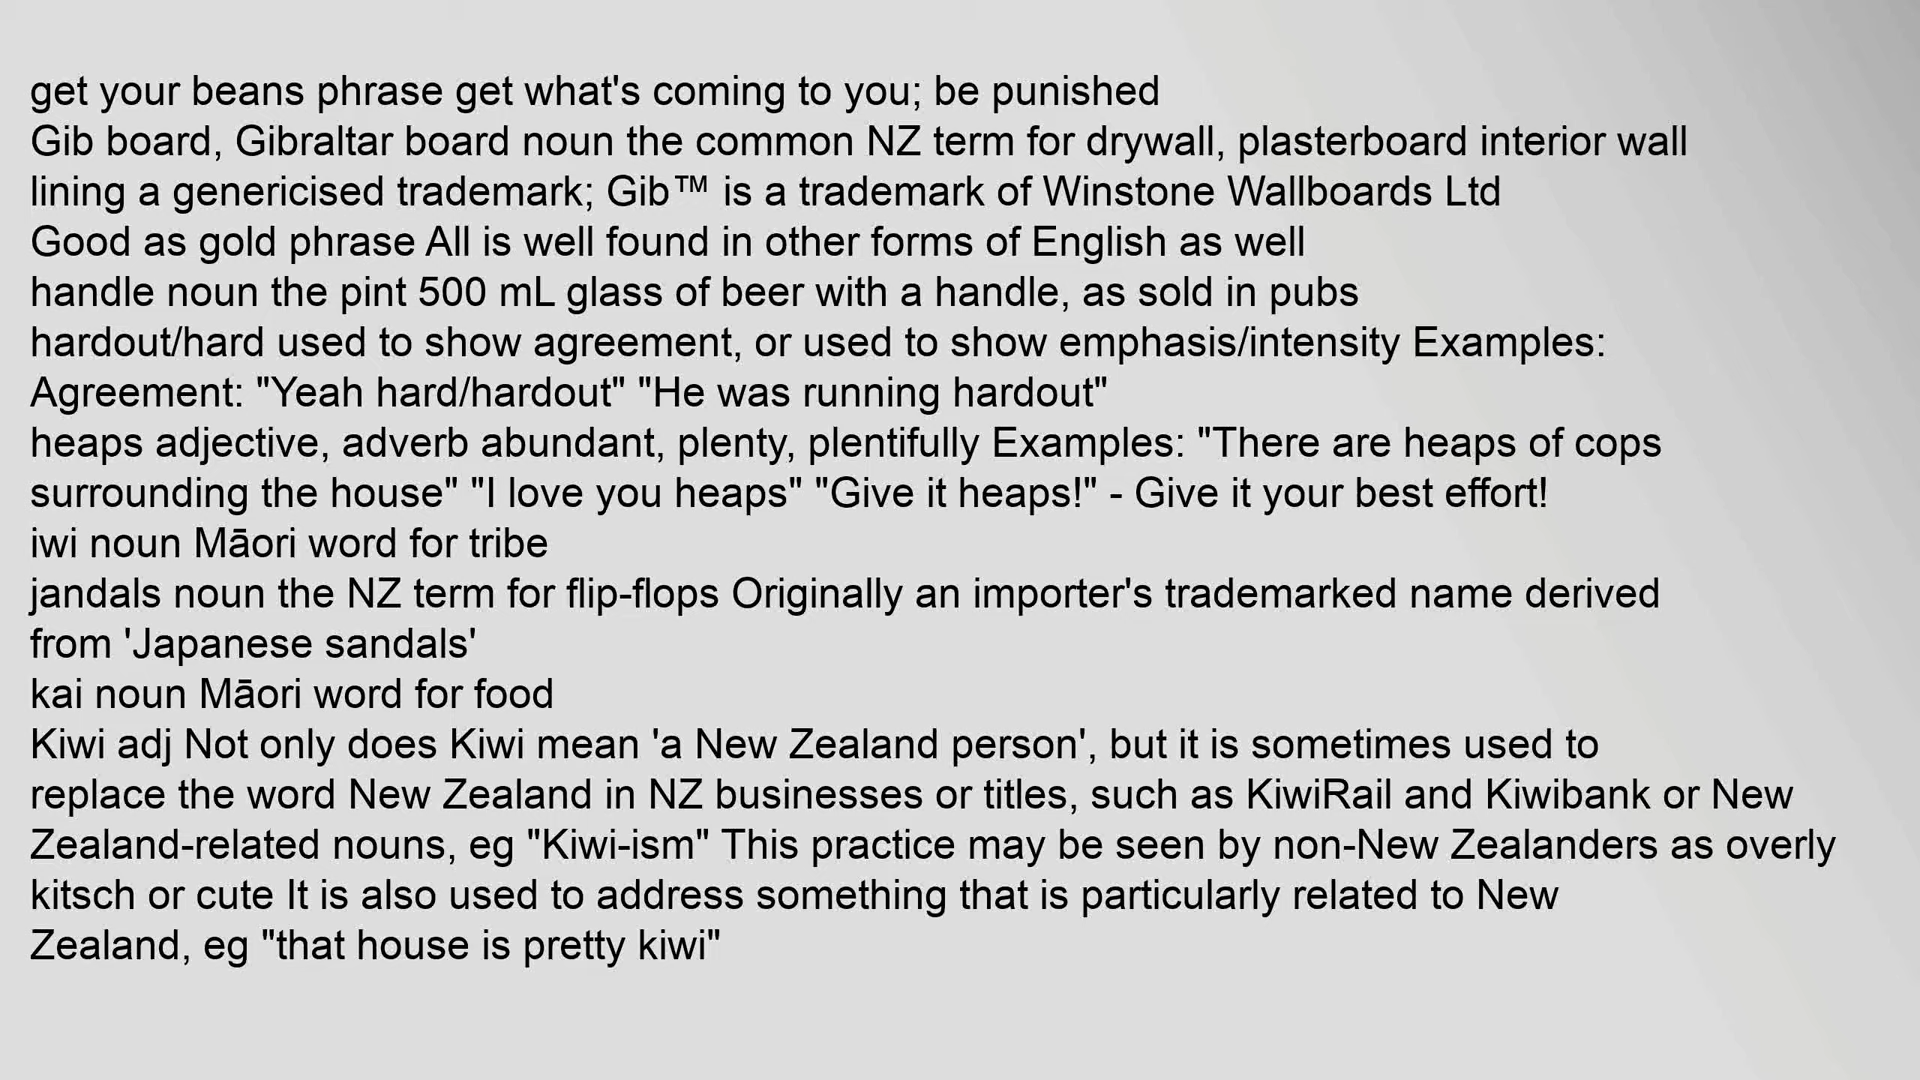 get your beans phrase get what's coming to you; be punished
Gib board, Gibraltar board noun the common NZ term for drywall, plasterboard interior wall
lining a genericised trademark; Gib™ is a trademark of Winstone Wallboards Ltd
Good as gold phrase All is well found in other forms of English as well
handle noun the pint 500 mL glass of beer with a handle, as sold in pubs
hardout/hard used to show agreement, or used to show emphasis/intensity Examples:
Agreement: "Yeah hard/hardout" "He was running hardout"
heaps adjective, adverb abundant, plenty, plentifully Examples: "There are heaps of cops
surrounding the house" "I love you heaps" "Give it heaps!" - Give it your best effort!
iwi noun Māori word for tribe
jandals noun the NZ term for flip-flops Originally an importer's trademarked name derived
from 'Japanese sandals'
kai noun Māori word for food
Kiwi adj Not only does Kiwi mean 'a New Zealand person', but it is sometimes used to
replace the word New Zealand in NZ businesses or titles, such as KiwiRail and Kiwibank or New
Zealand-related nouns, eg "Kiwi-ism" This practice may be seen by non-New Zealanders as overly
kitsch or cute It is also used to address something that is particularly related to New
Zealand, eg "that house is pretty kiwi"